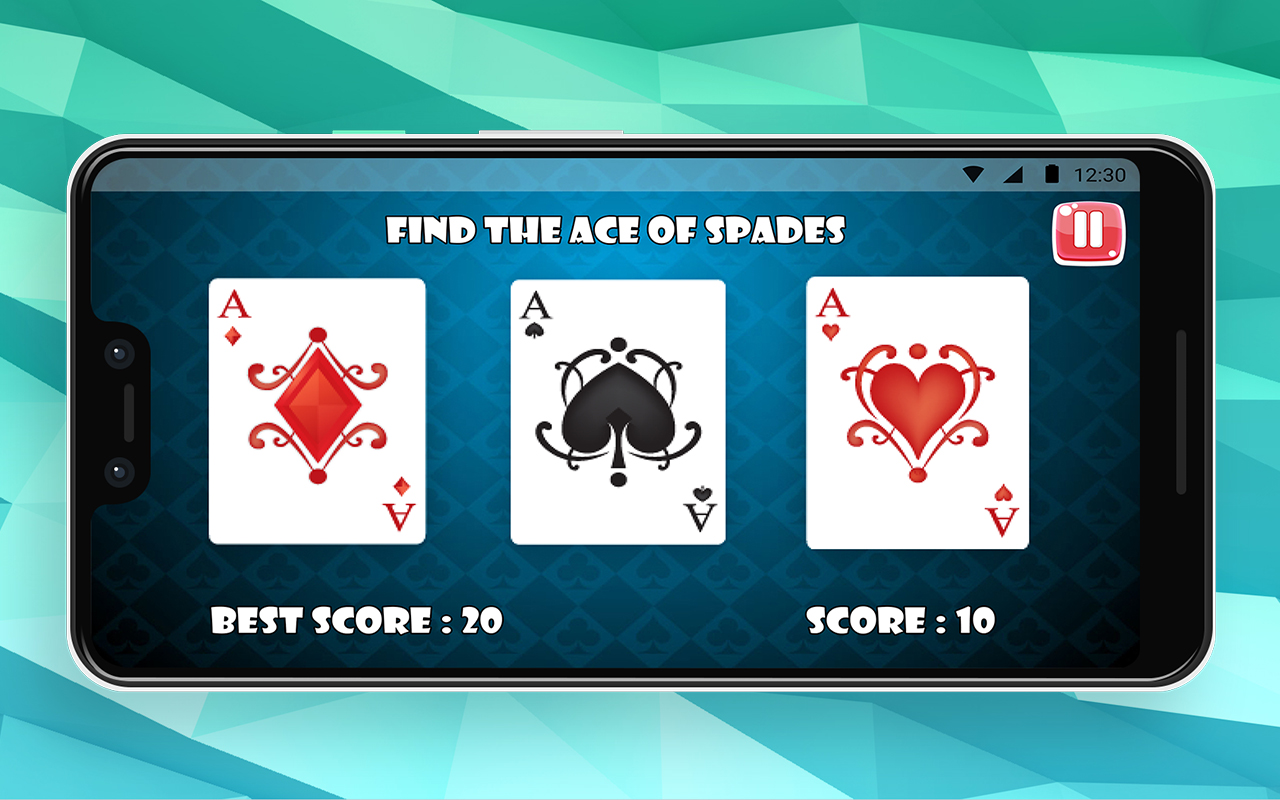 12:30
FIND THE ACE OF SPADES
A A A
A A A
BEST SCORE : 20 SCORE : 10